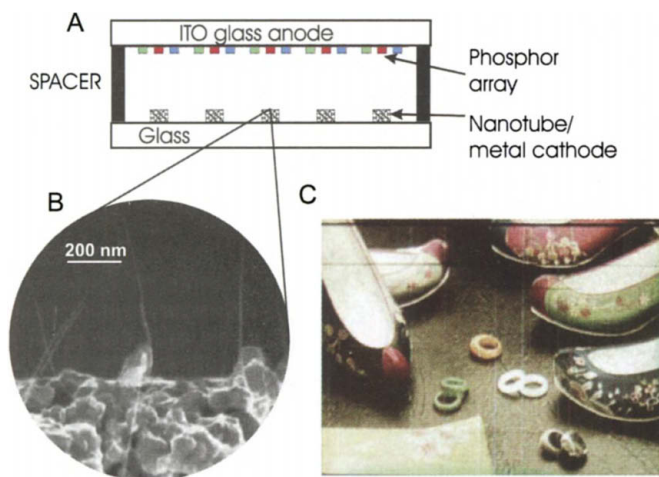 A
ITO glass anode
SPACER
Phosphor
array
Nanotube/
metal cathode
Glass
B
200 nm
C